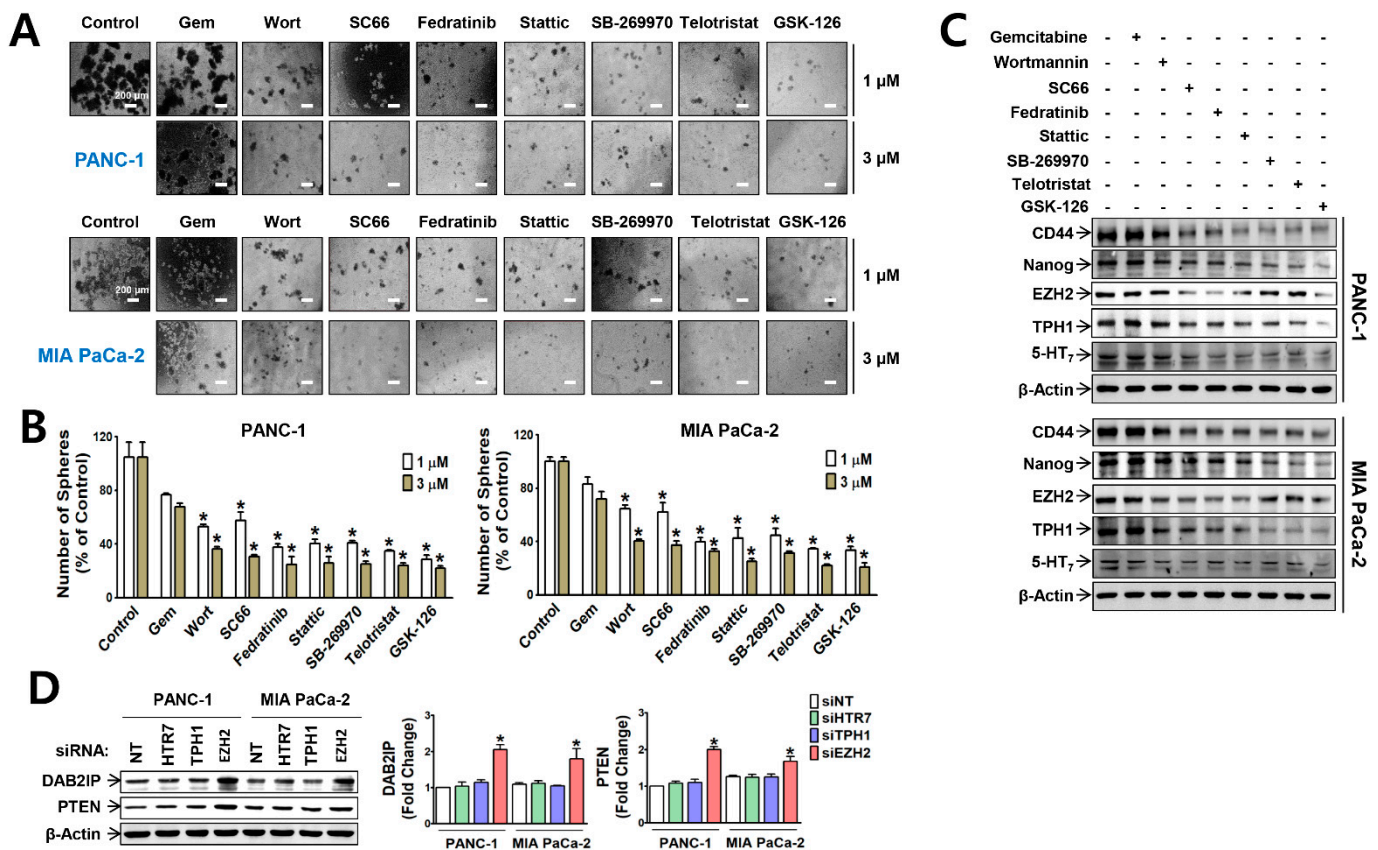 A
Control Gem Wort SC66 Fedratinib Stattic SB-269970 Telotristat GSK-126
200 μm
1 μM
PANC-1
3 μM
Control Gem Wort SC66 Fedratinib Stattic SB-269970 Telotristat GSK-126
200 μm
1 μM
MIA PaCa-2
3 μM
B
PANC-1
Number of Spheres
(% of Control)
120
80
40
0
1 μM
3 μM
Control Gem Wort SC66 Fedratinib Stattic SB-269970 Telotristat GSK-126
* * * * * * * * * * * * * *
MIA PaCa-2
Number of Spheres
(% of Control)
120
80
40
0
1 μM
3 μM
Control Gem Wort SC66 Fedratinib Stattic SB-269970 Telotristat GSK-126
* * * * * * * * * * * * * *
C
Gemcitabine - + - - - - - - -
Wortmannin - - + - - - - - -
SC66 - - - + - - - - -
Fedratinib - - - - + - - - -
Stattic - - - - - + - - -
SB-269970 - - - - - - + - -
Telotristat - - - - - - - + -
GSK-126 - - - - - - - - +
CD44
Nanog
EZH2
TPH1
5-HT7
β-Actin
PANC-1
CD44
Nanog
EZH2
TPH1
5-HT7
β-Actin
MIA PaCa-2
D
PANC-1 MIA PaCa-2
siRNA: NT HTR7 TPH1 EZH2 NT HTR7 TPH1 EZH2
DAB2IP
PTEN
β-Actin
DAB2IP
(Fold Change)
3
2
1
0
* *
PANC-1 MIA PaCa-2
PTEN
(Fold Change)
3
2
1
0
* *
PANC-1 MIA PaCa-2
siNT
siHTR7
siTPH1
siEZH2